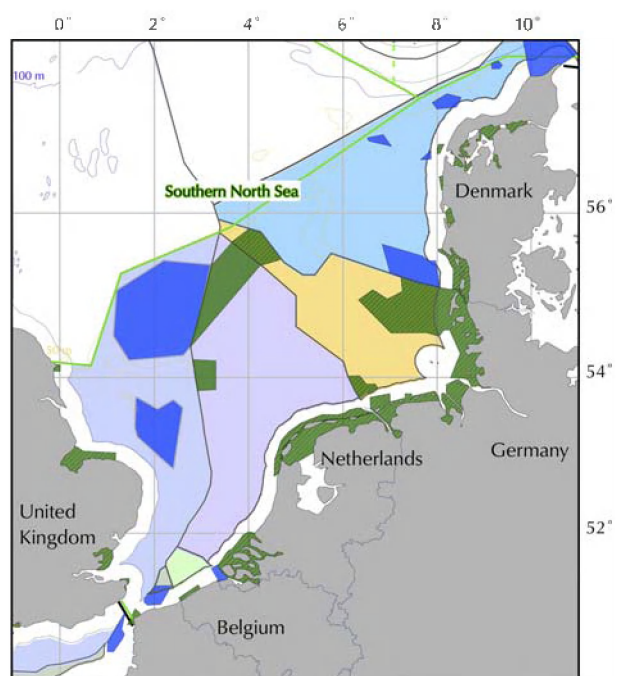 0° 2° 4° 6° 8° 10°
100 m
Southern North Sea
Denmark
56°
54°
Germany
Netherlands
United
Kingdom
52°
Belgium